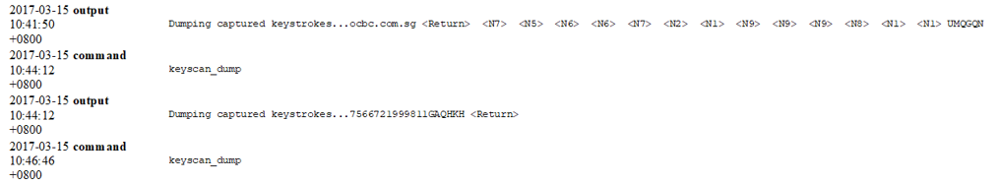 2017-03-15 output
10:41:50 Dumping captured keystrokes...ocbc.com.sg <Return> <N7> <N5> <N6> <N6> <N7> <N2> <N1> <N9> <N9> <N9> <N8> <N1> <N1> UMQGQN
+0800
2017-03-15 command
10:44:12 keyscan_dump
+0800
2017-03-15 output
10:44:12 Dumping captured keystrokes...7566721999811GAQHKH <Return>
+0800
2017-03-15 command
10:46:46 keyscan_dump
+0800